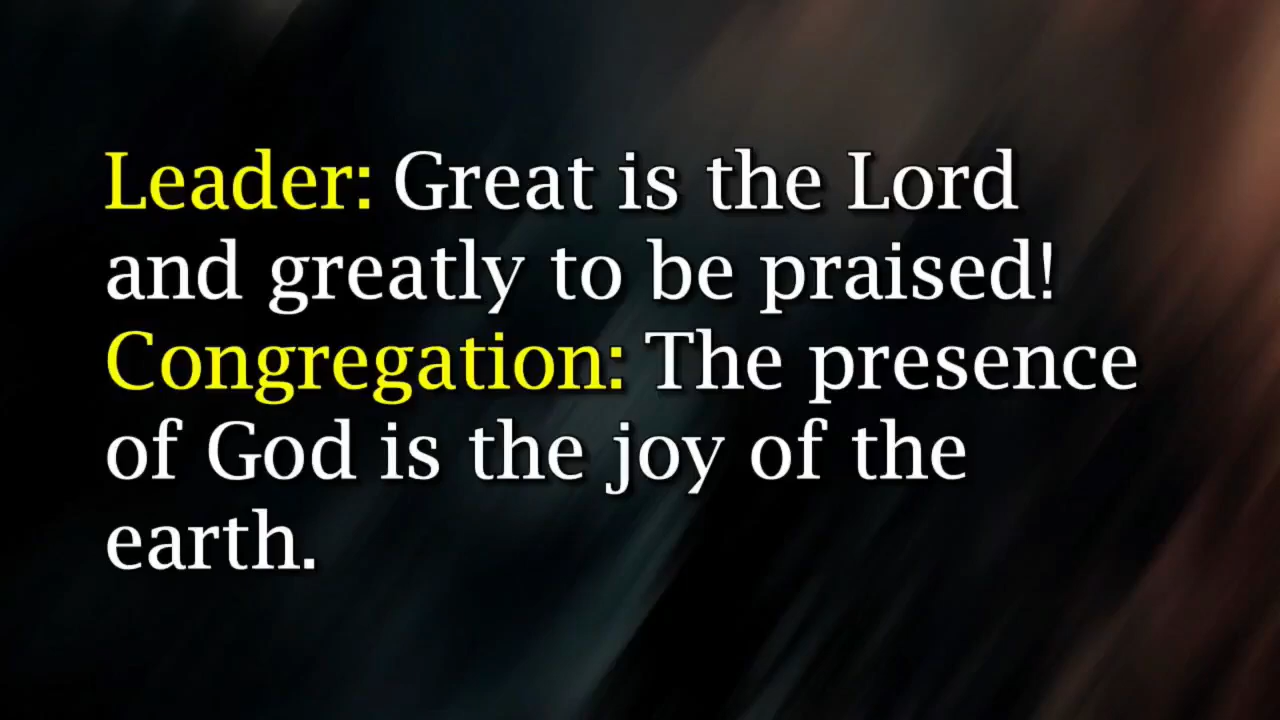 Leader: Great is the Lord
and greatly to be praised!
Congregation: The presence
of God is the joy of the
earth.